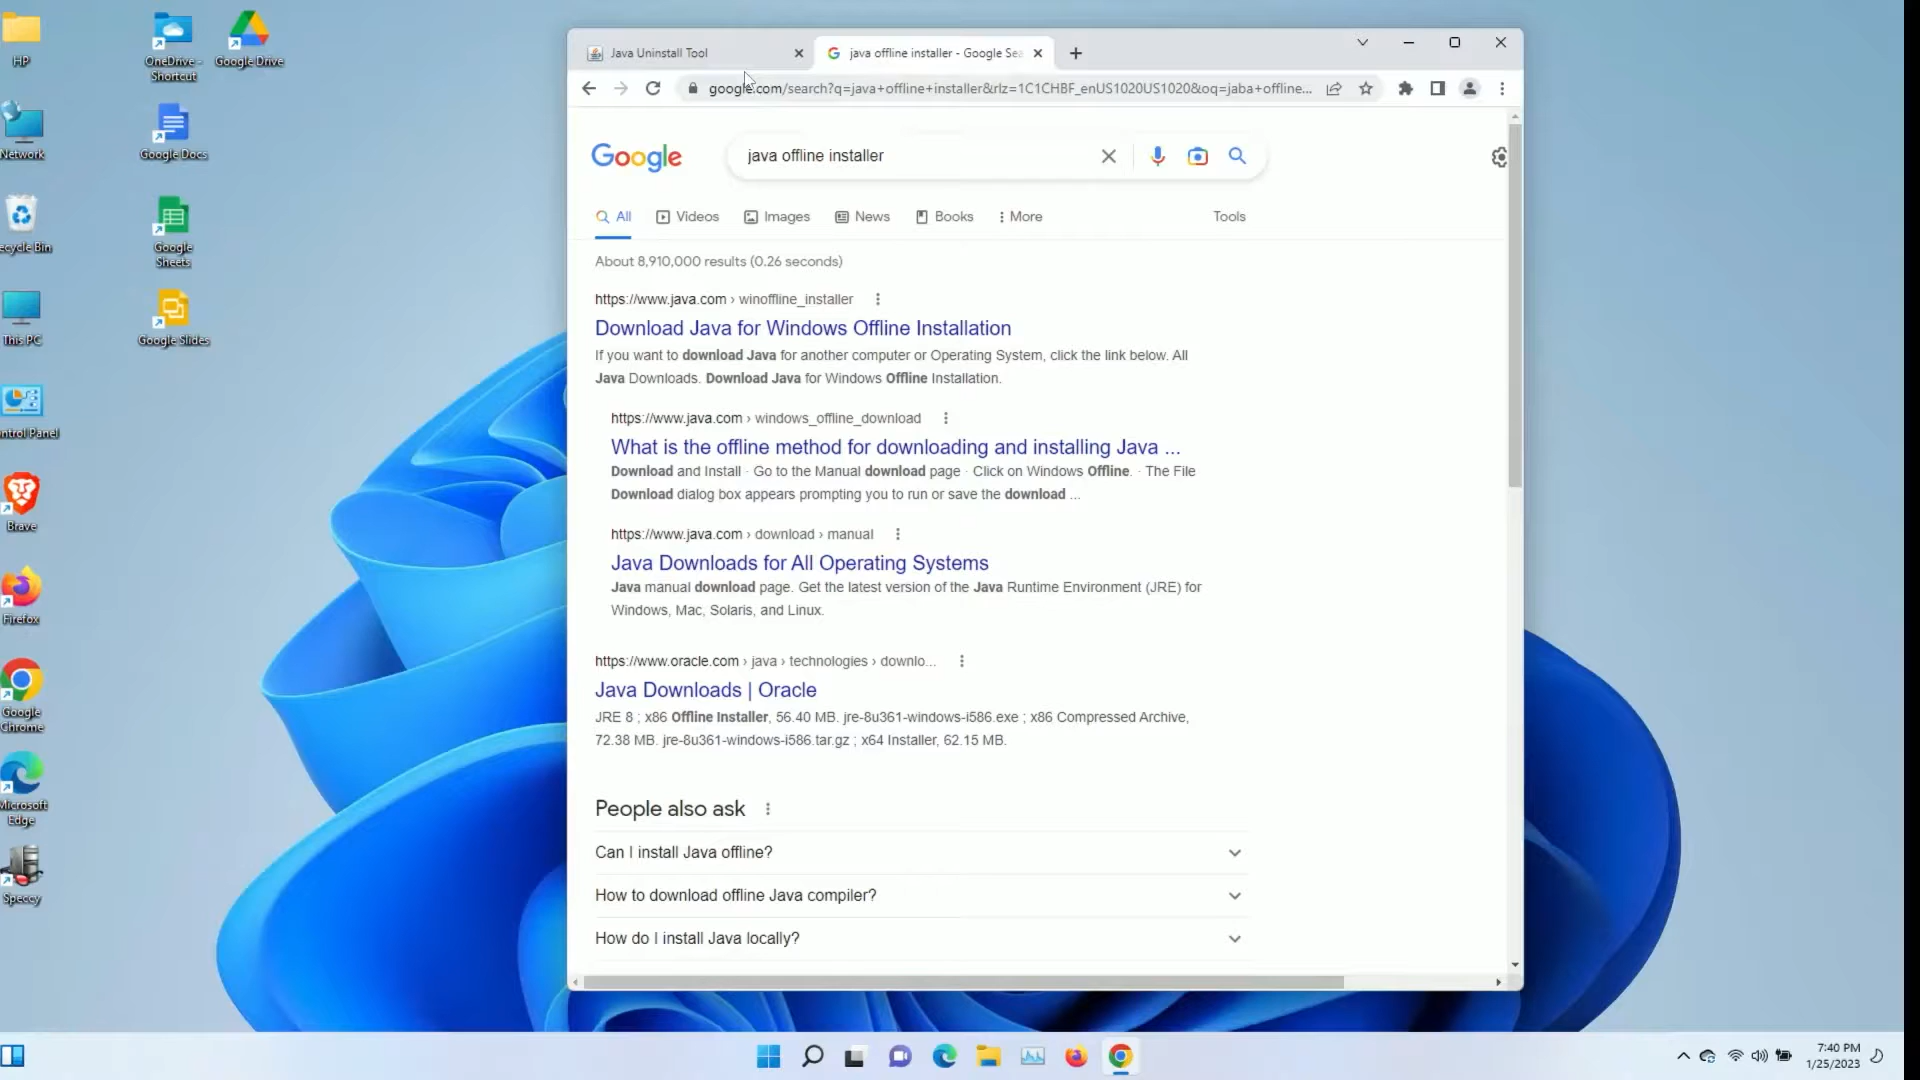 HP
OneDrive - Shortcut
Google Drive
Network
Google Docs
ecycle Bin
Google Sheets
This PC
Google Slides
ntrol Panel
Brave
Firefox
Google Chrome
Microsoft Edge
Speccy
Java Uninstall Tool
java offline installer - Google Sea
google.com/search?q=java+offline+installer&rlz=1C1CHBF_enUS1020US1020&oq=jaba+offline...
Google
java offline installer
All
Videos
Images
News
Books
More
Tools
About 8,910,000 results (0.26 seconds)
https://www.java.com › winoffline_installer
Download Java for Windows Offline Installation
If you want to download Java for another computer or Operating System, click the link below. All
Java Downloads. Download Java for Windows Offline Installation.
https://www.java.com › windows_offline_download
What is the offline method for downloading and installing Java ...
Download and Install · Go to the Manual download page · Click on Windows Offline. · The File
Download dialog box appears prompting you to run or save the download ...
https://www.java.com › download › manual
Java Downloads for All Operating Systems
Java manual download page. Get the latest version of the Java Runtime Environment (JRE) for
Windows, Mac, Solaris, and Linux.
https://www.oracle.com › java › technologies › downlo...
Java Downloads | Oracle
JRE 8 ; x86 Offline Installer, 56.40 MB. jre-8u361-windows-i586.exe ; x86 Compressed Archive,
72.38 MB. jre-8u361-windows-i586.tar.gz ; x64 Installer, 62.15 MB.
People also ask
Can I install Java offline?
How to download offline Java compiler?
How do I install Java locally?
7:40 PM
1/25/2023